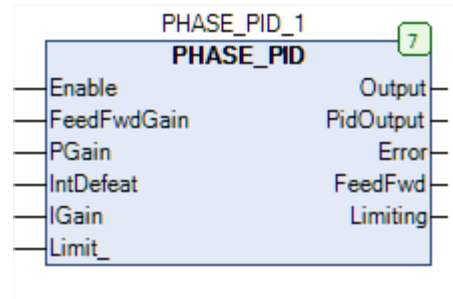 PHASE_PID_1
7
PHASE_PID
Enable Output
FeedFwdGain PidOutput
PGain Error
IntDefeat FeedFwd
IGain Limiting
Limit_